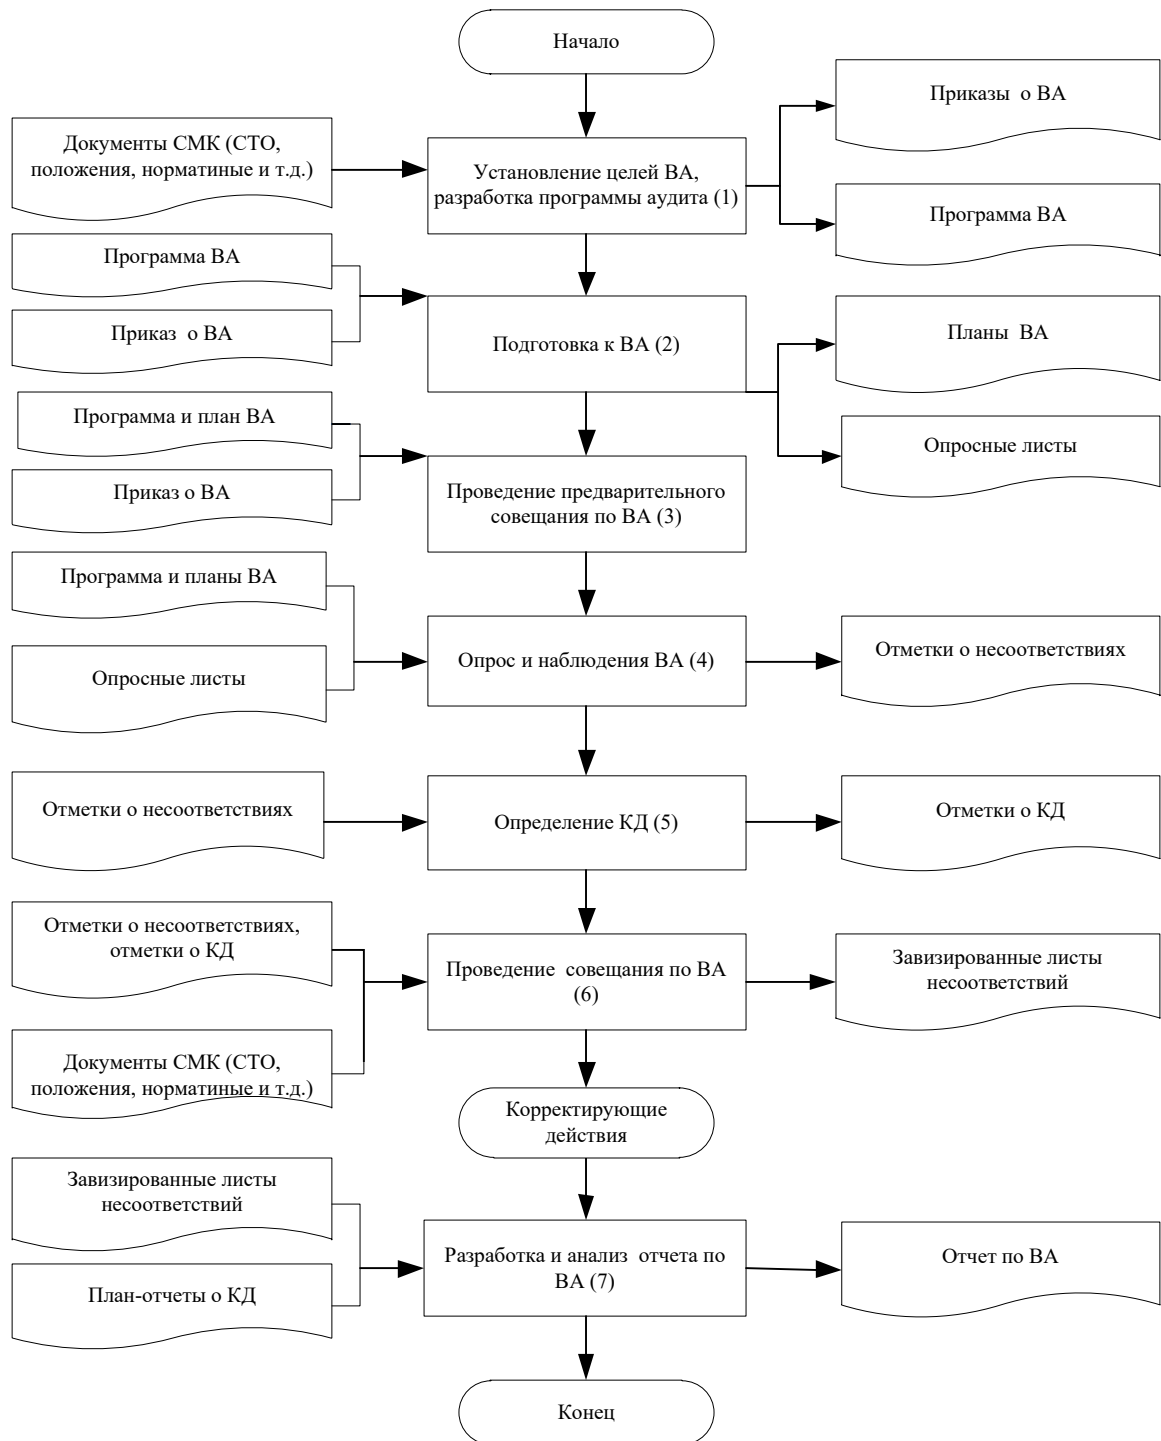 Начало
Приказы о ВА
Документы СМК (СТО,
положения, норматиные и т.д.)
Установление целей ВА,
разработка программы аудита (1)
Программа ВА
Программа ВА
Приказ о ВА
Подготовка к ВА (2)
Планы ВА
Программа и план ВА
Опросные листы
Приказ о ВА
Проведение предварительного
совещания по ВА (3)
Программа и планы ВА
Опросные листы
Опрос и наблюдения ВА (4)
Отметки о несоответствиях
Отметки о несоответствиях
Определение КД (5)
Отметки о КД
Отметки о несоответствиях,
отметки о КД
Проведение совещания по ВА
(6)
Завизированные листы
несоответствий
Документы СМК (СТО,
положения, норматиные и т.д.)
Корректирующие
действия
Завизированные листы
несоответствий
План-отчеты о КД
Разработка и анализ отчета по
ВА (7)
Отчет по ВА
Конец